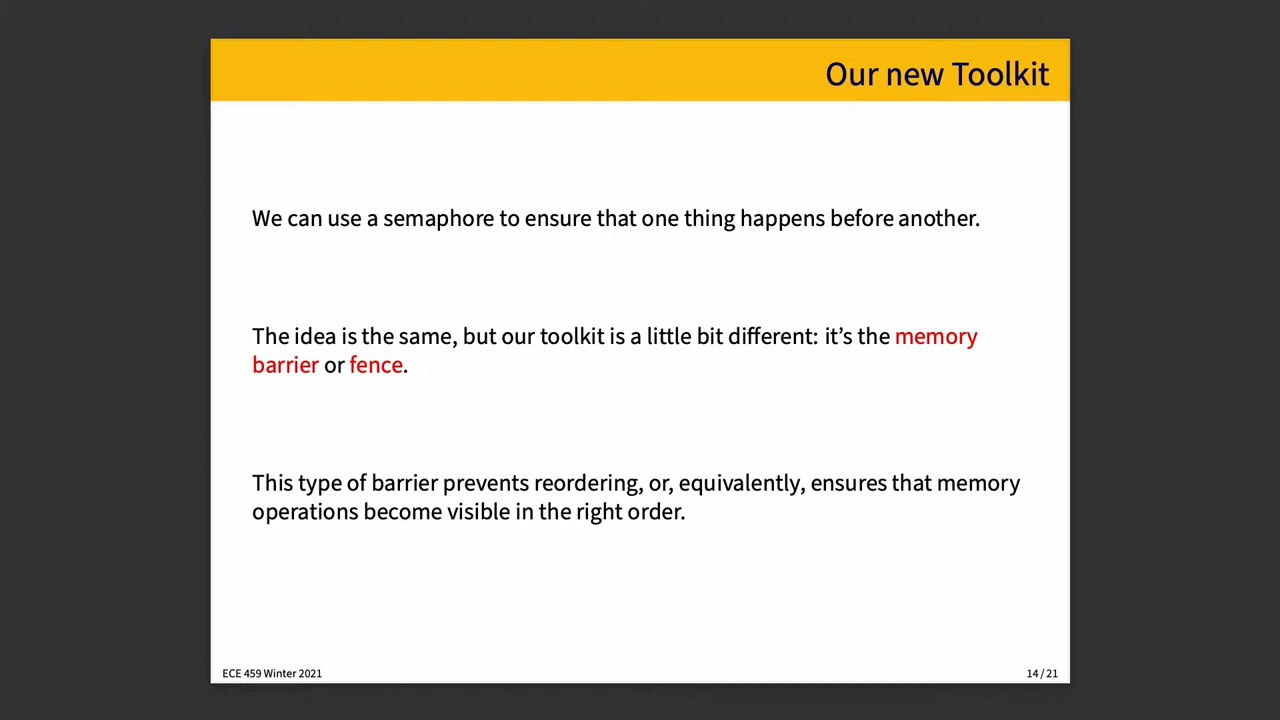 Our new Toolkit
We can use a semaphore to ensure that one thing happens before another.
The idea is the same, but our toolkit is a little bit different: it’s the memory
barrier or fence.
This type of barrier prevents reordering, or, equivalently, ensures that memory
operations become visible in the right order.
ECE 459 Winter 2021
14 / 21